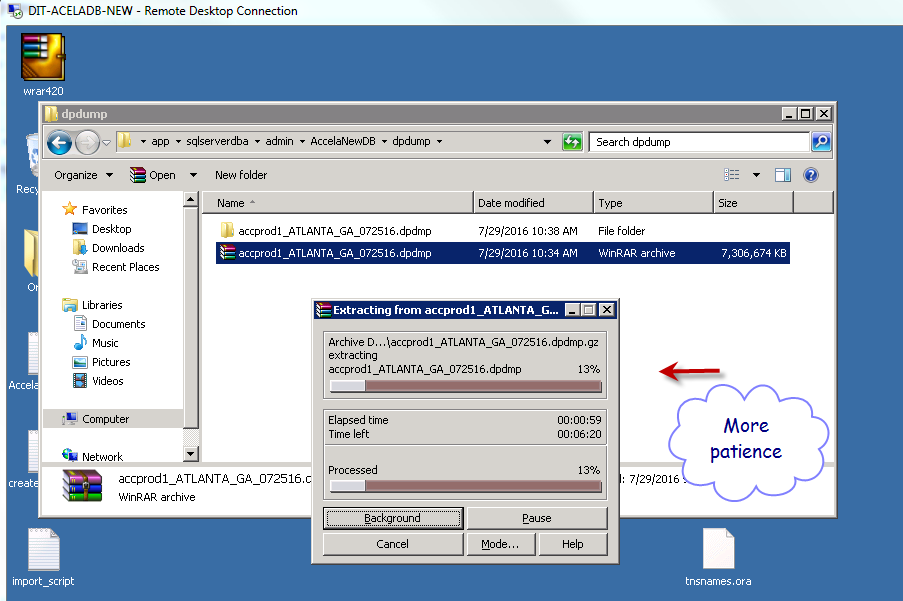 DIT-ACELADB-NEW - Remote Desktop Connection
wrar420
dpdump
app sqlserverdba admin AccelaNewDB dpdump
Search dpdump
Organize Open New folder
Name Date modified Type Size
Favorites
Desktop
Downloads
Recent Places
Libraries
Documents
Music
Pictures
Videos
Computer
Network
accprod1_ATLANTA_GA_072516.dpdmp 7/29/2016 10:38 AM File folder
accprod1_ATLANTA_GA_072516.dpdmp 7/29/2016 10:34 AM WinRAR archive 7,306,674 KB
accprod1_ATLANTA_GA_072516.
WinRAR archive
7/29/2016
Recy
Or
Accela
create
import_script
tnsnames.ora
Extracting from accprod1_ATLANTA_G...
Archive D...\accprod1_ATLANTA_GA_072516.dpdmp.gz
extracting
accprod1_ATLANTA_GA_072516.dpdmp 13%
Elapsed time 00:00:59
Time left 00:06:20
Processed 13%
Background Pause
Cancel Mode... Help
More
patience